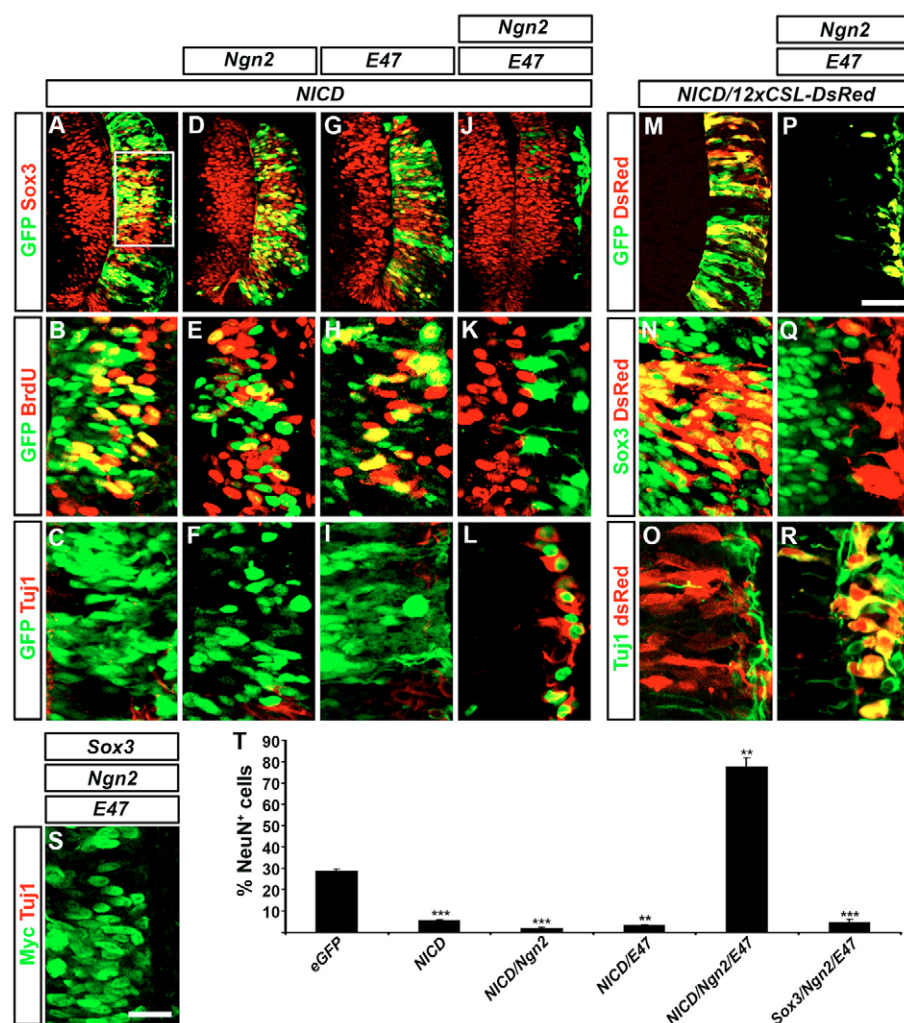 Ngn2 Ngn2
Ngn2 E47 E47 E47
NICD NICD/12xCSL-DsRed
GFP Sox3 A D G J GFP DsRed M P
GFP BrdU B E H K Sox3 DsRed N Q
GFP Tuj1 C F I L Tuj1 dsRed O R
Sox3
Ngn2
E47
Myc Tuj1 S
T
% NeuN+ cells
90
80
70
60
50
40
30
20
10
*** *** ** ** ***
eGFP NICD NICD/Ngn2 NICD/E47 NICD/Ngn2/E47 Sox3/Ngn2/E47